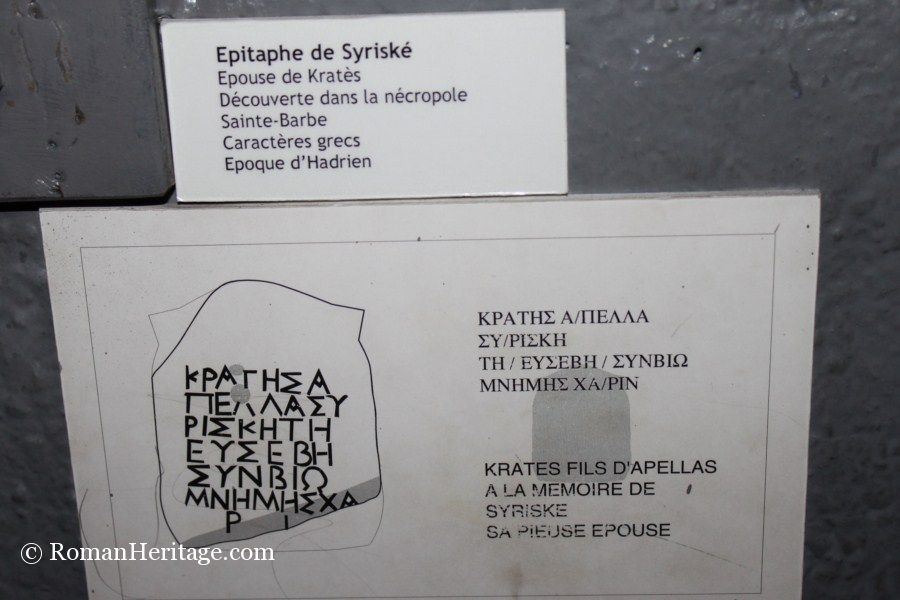 Epitaphe de Syriské
Epouse de Kratès
Découverte dans la nécropole
Sainte-Barbe
Caractères grecs
Epoque d'Hadrien
ΚΡΑΤΗΣΑ
ΠΕΛΛΑΣΥ
ΡΙΣΚΗΤΗ
ΕΥΣΕΒΗ
ΣΥΝΒΙΩ
ΜΝΗΜΗΣΧΑ
Ρ Ι
ΚΡΑΤΗΣ Α/ΠΕΛΛΑ
ΣΥ/ΡΙΣΚΗ
ΤΗ / ΕΥΣΕΒΗ / ΣΥΝΒΙΩ
ΜΝΗΜΗΣ ΧΑ/ΡΙΝ
KRATES FILS D'APELLAS
A LA MEMOIRE DE
SYRISKE
SA PIEUSE EPOUSE
© RomanHeritage.com